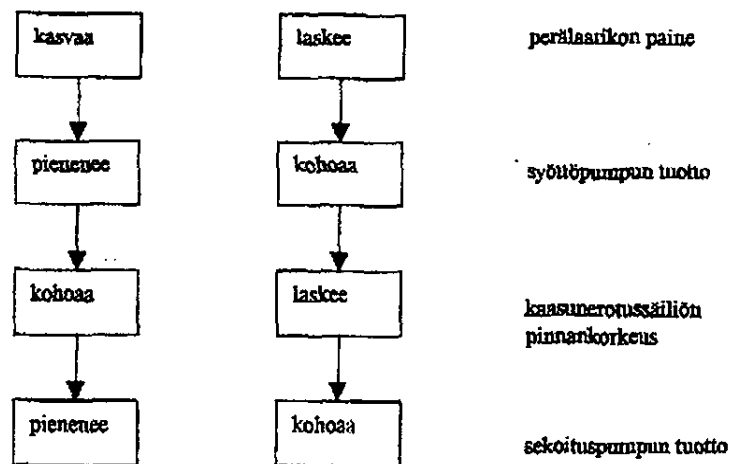 kasvaa laskee perälaatikon paine
pienenee kohoaa syöttöpumpun tuotto
kohoaa laskee kaasunerotussäiliön
pinnankorkeus
pienenee kohoaa sekoituspumpun tuotto